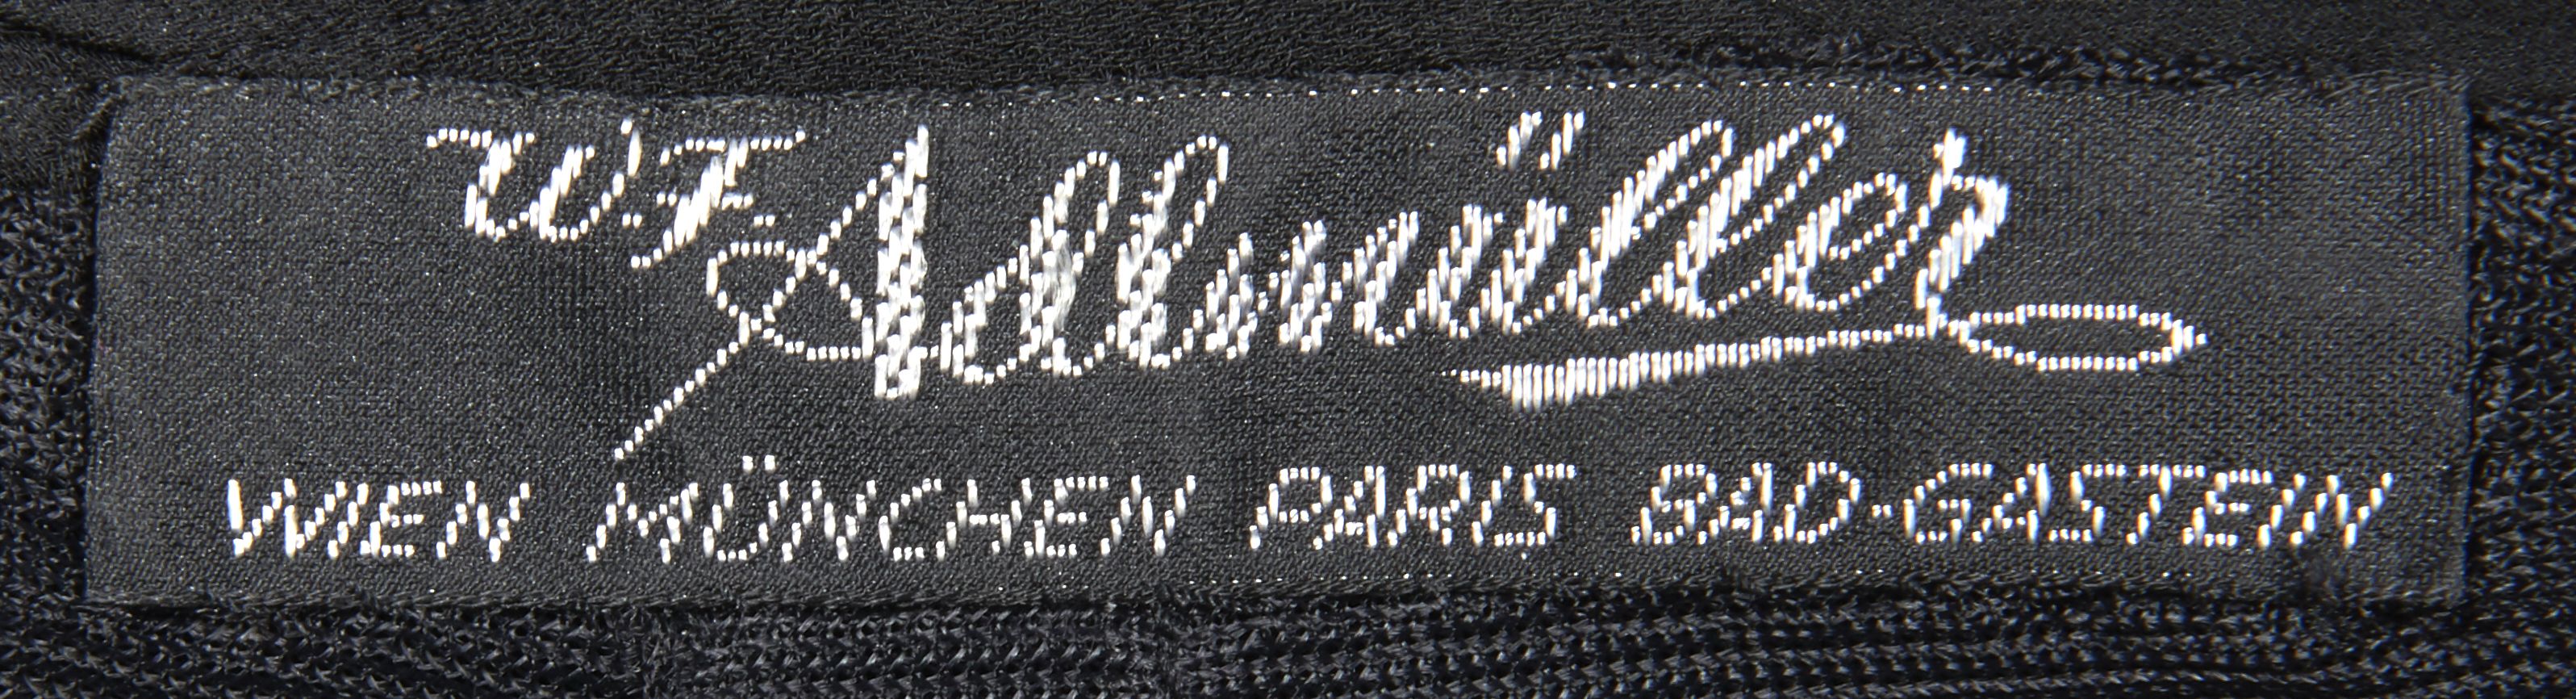 W.F. Adlmüller
WIEN MÜNCHEN PARIS BAD-GASTEIN